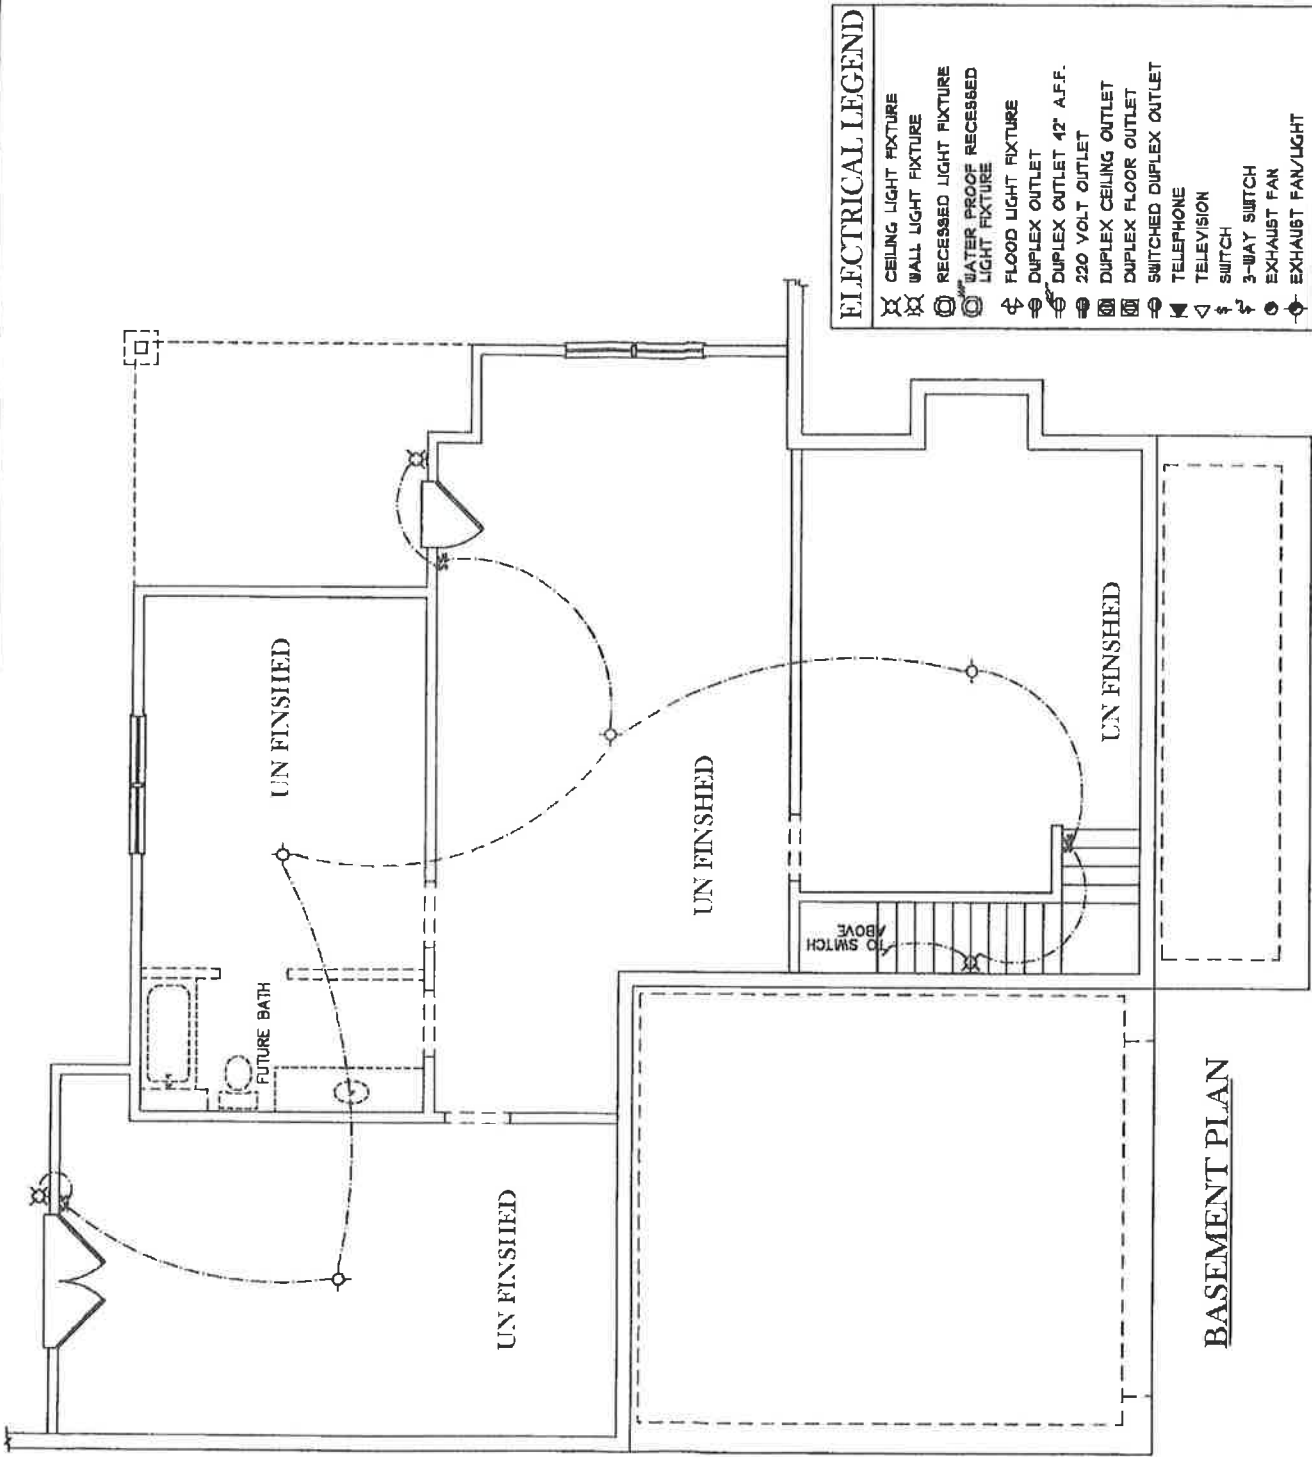 ELECTRICAL LEGEND
CEILING LIGHT FIXTURE
WALL LIGHT FIXTURE
RECESSED LIGHT FIXTURE
WATER PROOF RECESSED
LIGHT FIXTURE
FLOOD LIGHT FIXTURE
DUPLEX OUTLET
DUPLEX OUTLET 42" A.F.F.
220 VOLT OUTLET
DUPLEX CEILING OUTLET
DUPLEX FLOOR OUTLET
SWITCHED DUPLEX OUTLET
TELEPHONE
TELEVISION
$ SWITCH
$3 3-WAY SWITCH
EXHAUST FAN
EXHAUST FAN/LIGHT
UN FINSHED
FUTURE BATH
UN FINSHED
UN FINSHED
UN FINSHED
TO SWITCH
ABOVE
BASEMENT PLAN